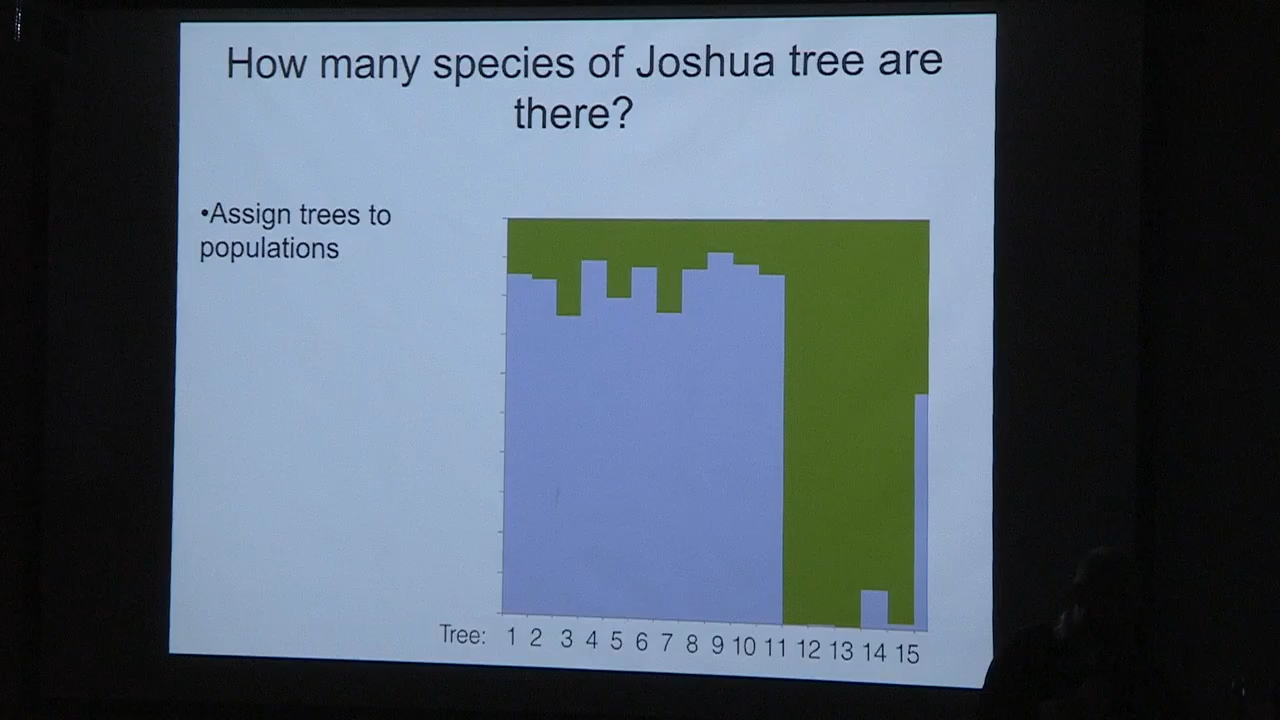 How many species of Joshua tree are
there?
•Assign trees to
populations
Tree: 1 2 3 4 5 6 7 8 9 10 11 12 13 14 15